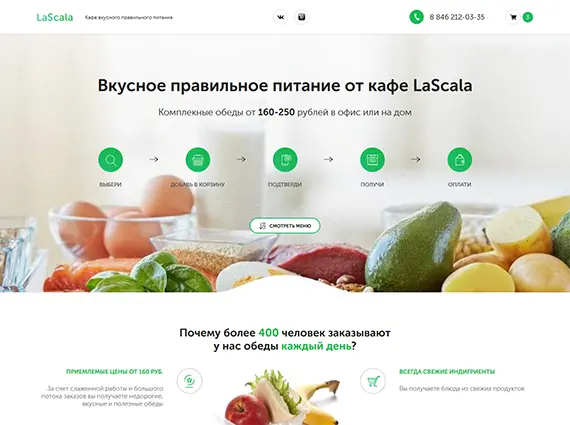 LaScala
Кафе вкусного правильного питания
8 846 212-03-35
Вкусное правильное питание от кафе LaScala
Комплекные обеды от 160-250 рублей в офис или на дом
ВЫБЕРИ
ДОБАВЬ В КОРЗИНУ
ПОДТВЕРДИ
ПОЛУЧИ
ОПЛАТИ
СМОТРЕТЬ МЕНЮ
Почему более 400 человек заказывают
у нас обеды каждый день?
ПРИЕМЛЕМЫЕ ЦЕНЫ ОТ 160 РУБ.
За счет слаженной работы и большого
потока заказов вы получаете недорогие,
вкусные и полезные обеды
ВСЕГДА СВЕЖИЕ ИНДИГРИЕНТЫ
Вы получаете блюда из свежих продуктов